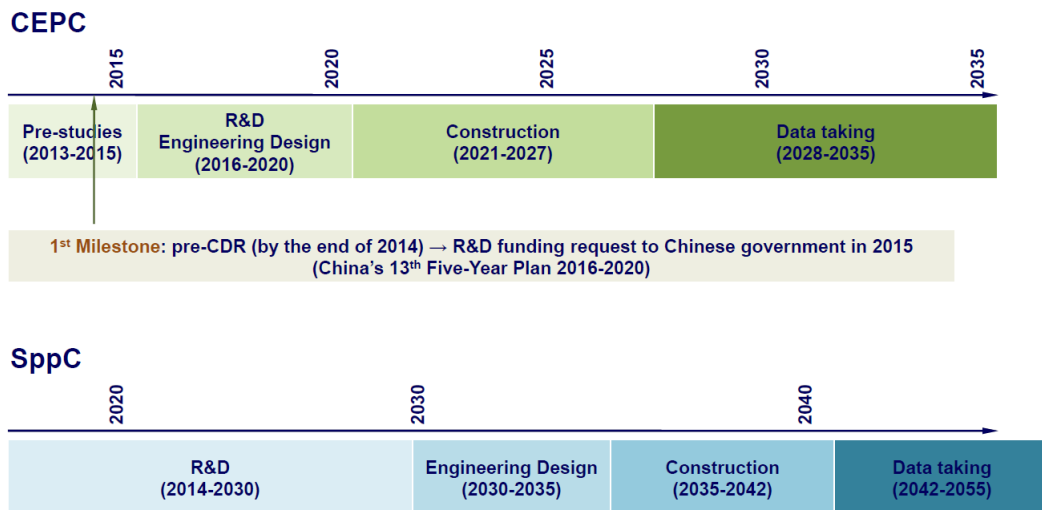 CEPC
2015
2020
2025
2030
2035
Pre-studies
(2013-2015)
R&D
Engineering Design
(2016-2020)
Construction
(2021-2027)
Data taking
(2028-2035)
1st Milestone: pre-CDR (by the end of 2014) → R&D funding request to Chinese government in 2015
(China's 13th Five-Year Plan 2016-2020)
SppC
2020
2030
2040
R&D
(2014-2030)
Engineering Design
(2030-2035)
Construction
(2035-2042)
Data taking
(2042-2055)